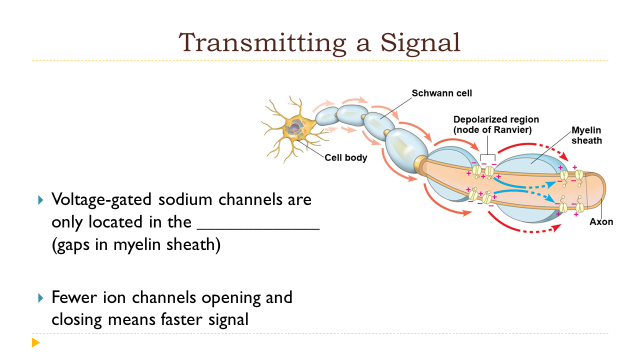 Transmitting a Signal
Schwann cell
Depolarized region
(node of Ranvier)
Myelin
sheath
Cell body
Axon
Voltage-gated sodium channels are
only located in the _____________
(gaps in myelin sheath)
Fewer ion channels opening and
closing means faster signal